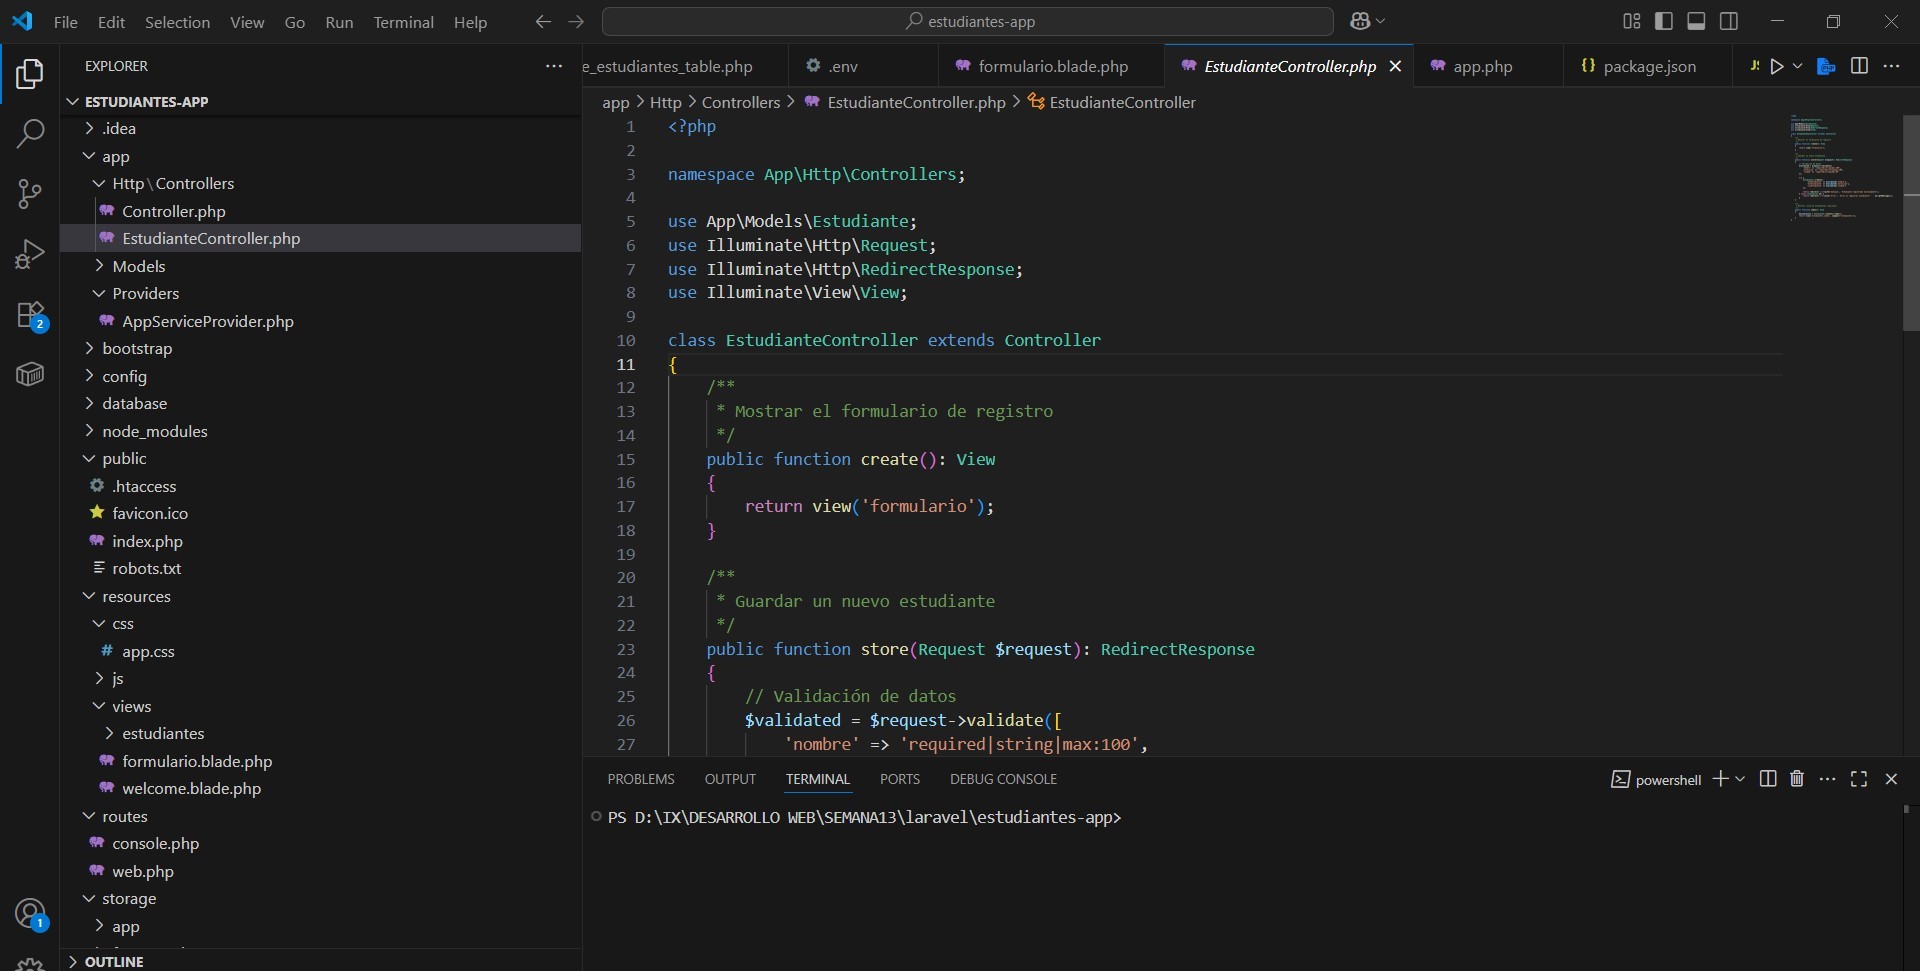 File Edit Selection View Go Run Terminal Help
estudiantes-app
EXPLORER
ESTUDIANTES-APP
.idea
app
Http\Controllers
Controller.php
EstudianteController.php
Models
Providers
AppServiceProvider.php
bootstrap
config
database
node_modules
public
.htaccess
favicon.ico
index.php
robots.txt
resources
css
# app.css
js
views
estudiantes
formulario.blade.php
welcome.blade.php
routes
console.php
web.php
storage
app
OUTLINE
2
1
e_estudiantes_table.php .env formulario.blade.php EstudianteController.php app.php {} package.json JS
app > Http > Controllers > EstudianteController.php > EstudianteController
1 <?php
2
3 namespace App\Http\Controllers;
4
5 use App\Models\Estudiante;
6 use Illuminate\Http\Request;
7 use Illuminate\Http\RedirectResponse;
8 use Illuminate\View\View;
9
10 class EstudianteController extends Controller
11 {
12 /**
13 * Mostrar el formulario de registro
14 */
15 public function create(): View
16 {
17 return view('formulario');
18 }
19
20 /**
21 * Guardar un nuevo estudiante
22 */
23 public function store(Request $request): RedirectResponse
24 {
25 // Validación de datos
26 $validated = $request->validate([
27 'nombre' => 'required|string|max:100',
PROBLEMS OUTPUT TERMINAL PORTS DEBUG CONSOLE
powershell
PS D:\IX\DESARROLLO WEB\SEMANA13\laravel\estudiantes-app>